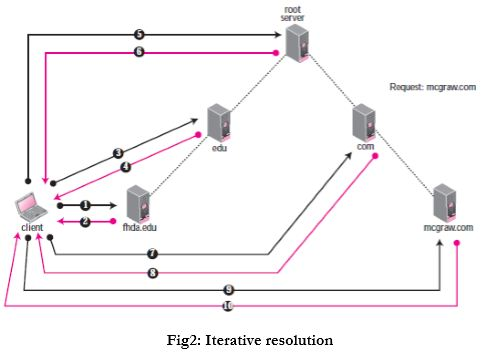 root
server
5
6
Request: mcgraw.com
3
4
edu
com
1
2
client
fhda.edu
mcgraw.com
7
8
9
10
Fig2: Iterative resolution